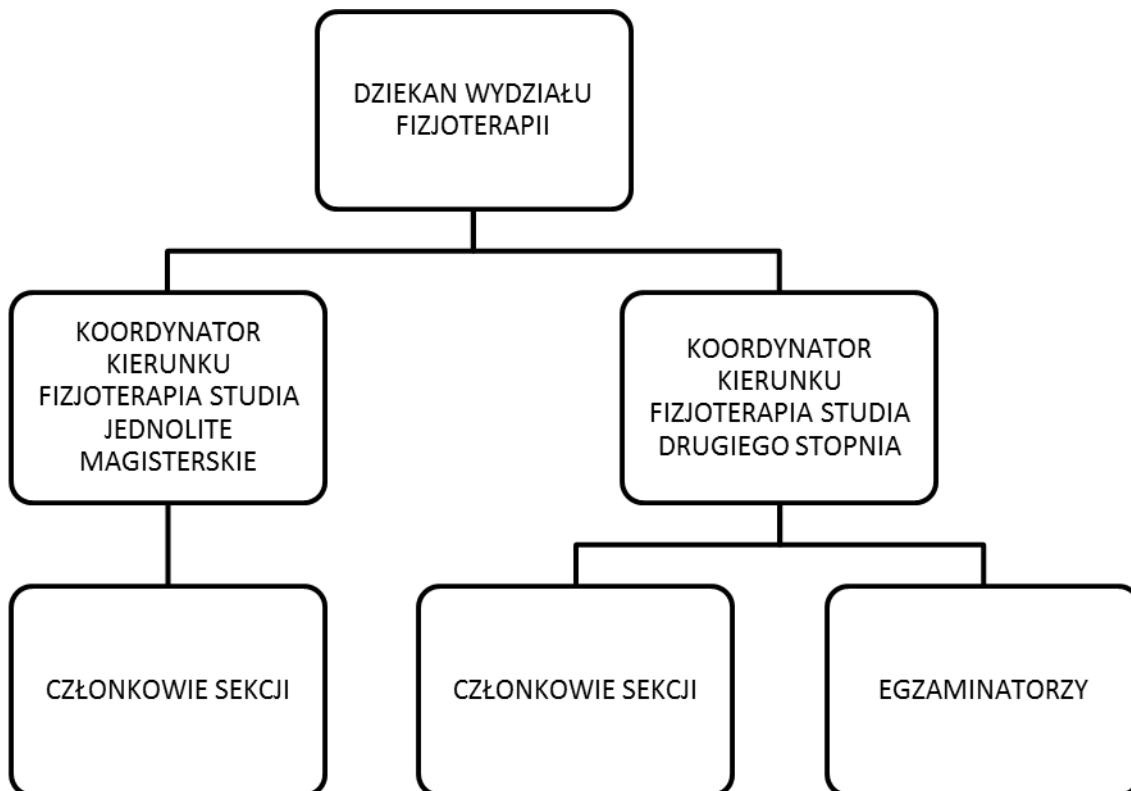 DZIEKAN WYDZIAŁU
FIZJOTERAPII
KOORDYNATOR
KIERUNKU
FIZJOTERAPIA STUDIA
JEDNOLITE
MAGISTERSKIE
KOORDYNATOR
KIERUNKU
FIZJOTERAPIA STUDIA
DRUGIEGO STOPNIA
CZŁONKOWIE SEKCJI
CZŁONKOWIE SEKCJI
EGZAMINATORZY